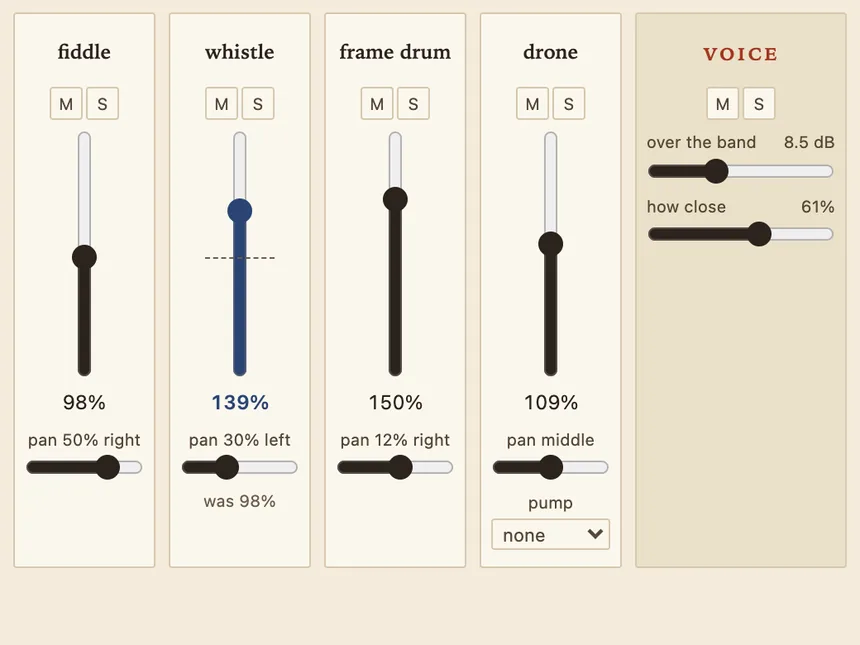 fiddle
M S
98%
pan 50% right
whistle
M S
139%
pan 30% left
was 98%
frame drum
M S
150%
pan 12% right
drone
M S
109%
pan middle
pump
none
VOICE
M S
over the band 8.5 dB
how close 61%